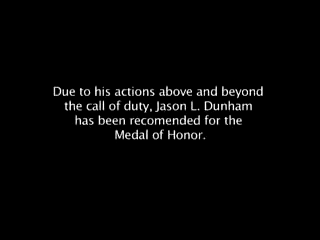 Due to his actions above and beyond
the call of duty, Jason L. Dunham
has been recomended for the
Medal of Honor.